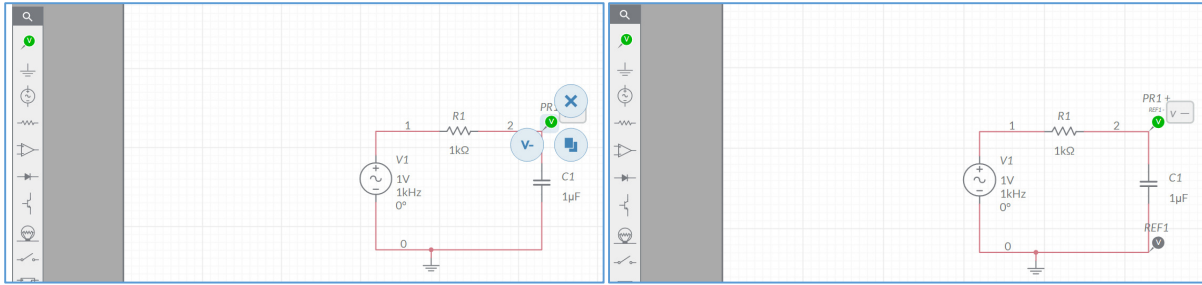 V
PR1
R1
1
2
V
V-
1kΩ
V1
1V
1kHz
0°
C1
1µF
0
V
PR1 +
REF1-
V
v —
R1
1
2
1kΩ
V1
1V
1kHz
0°
C1
1µF
REF1
V
0